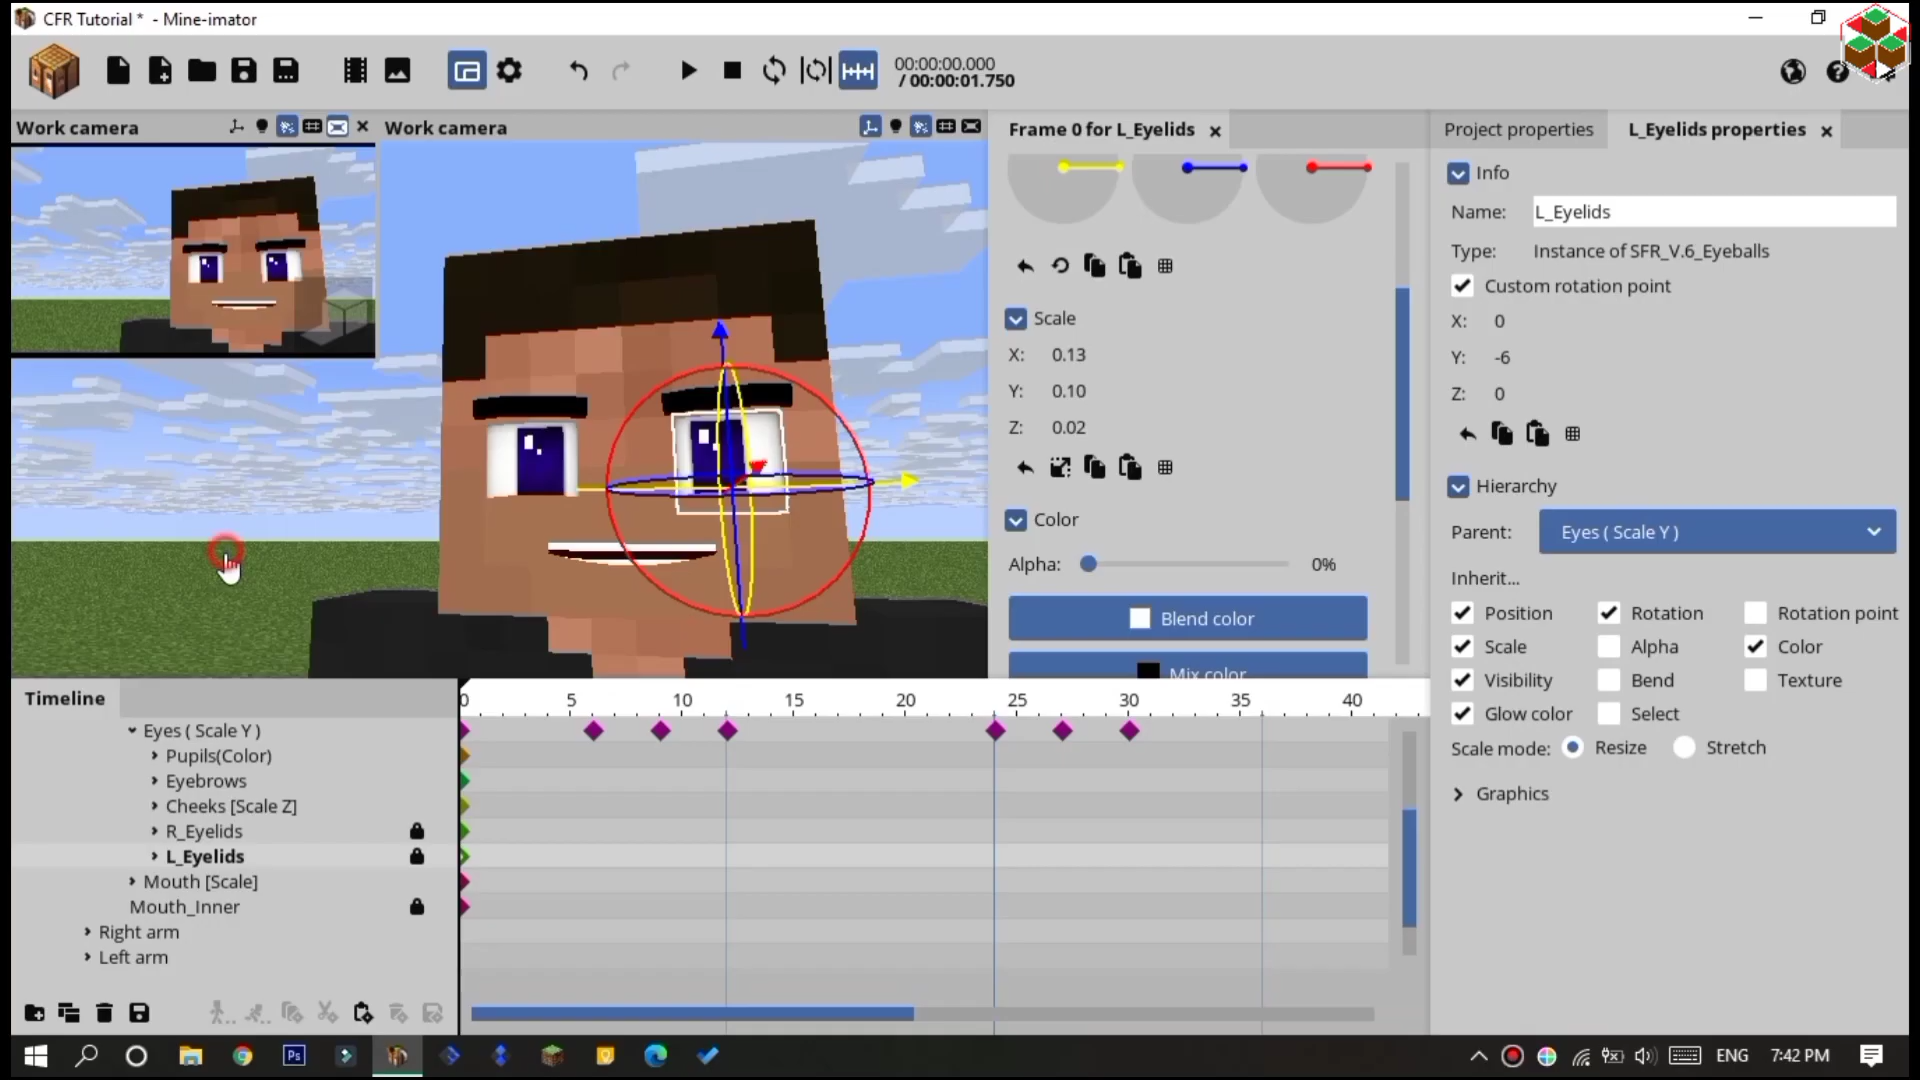 CFR Tutorial * - Mine-imator
00:00:00.000
/ 00:00:01.750
Work camera
Work camera
Frame 0 for L_Eyelids
Project properties
L_Eyelids properties
Info
Name: L_Eyelids
Type: Instance of SFR_V.6_Eyeballs
Custom rotation point
X: 0
Y: -6
Z: 0
Scale
X: 0.13
Y: 0.10
Z: 0.02
Hierarchy
Parent: Eyes ( Scale Y )
Color
Alpha: 0%
Blend color
Mix color
Inherit...
Position Rotation Rotation point
Scale Alpha Color
Visibility Bend Texture
Glow color Select
Scale mode: Resize Stretch
Graphics
Timeline
0 5 10 15 20 25 30 35 40
Eyes ( Scale Y )
Pupils(Color)
Eyebrows
Cheeks [Scale Z]
R_Eyelids
L_Eyelids
Mouth [Scale]
Mouth_Inner
Right arm
Left arm
Ps
ENG 7:42 PM